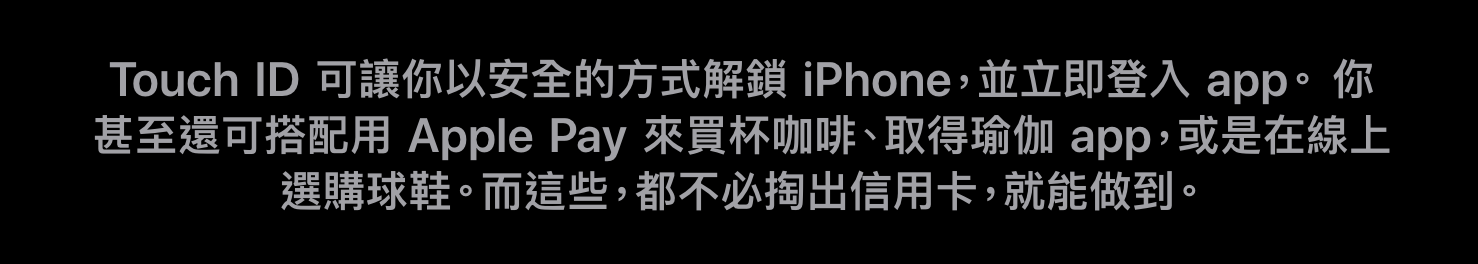 Touch ID 可讓你以安全的方式解鎖 iPhone，並立即登入 app。 你
甚至還可搭配用 Apple Pay 來買杯咖啡、取得瑜伽 app，或是在線上
選購球鞋。而這些，都不必掏出信用卡，就能做到。